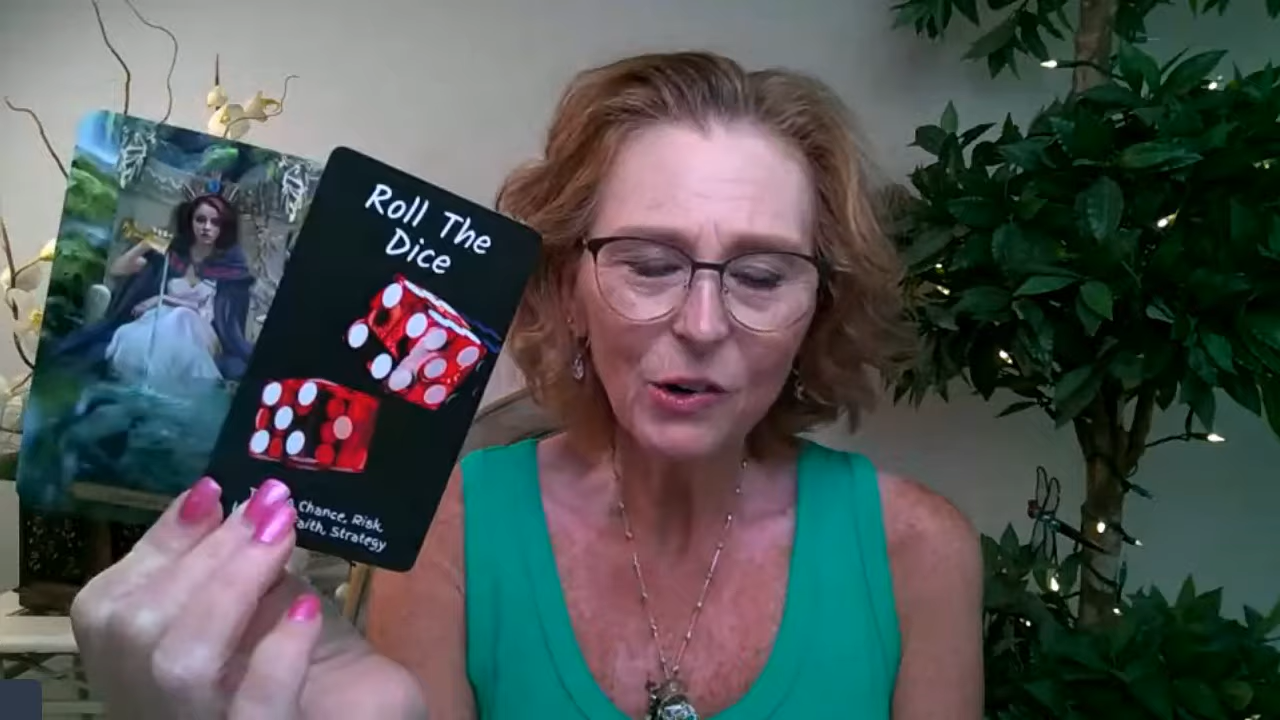 Roll The
Dice
Chance, Risk,
Faith, Strategy